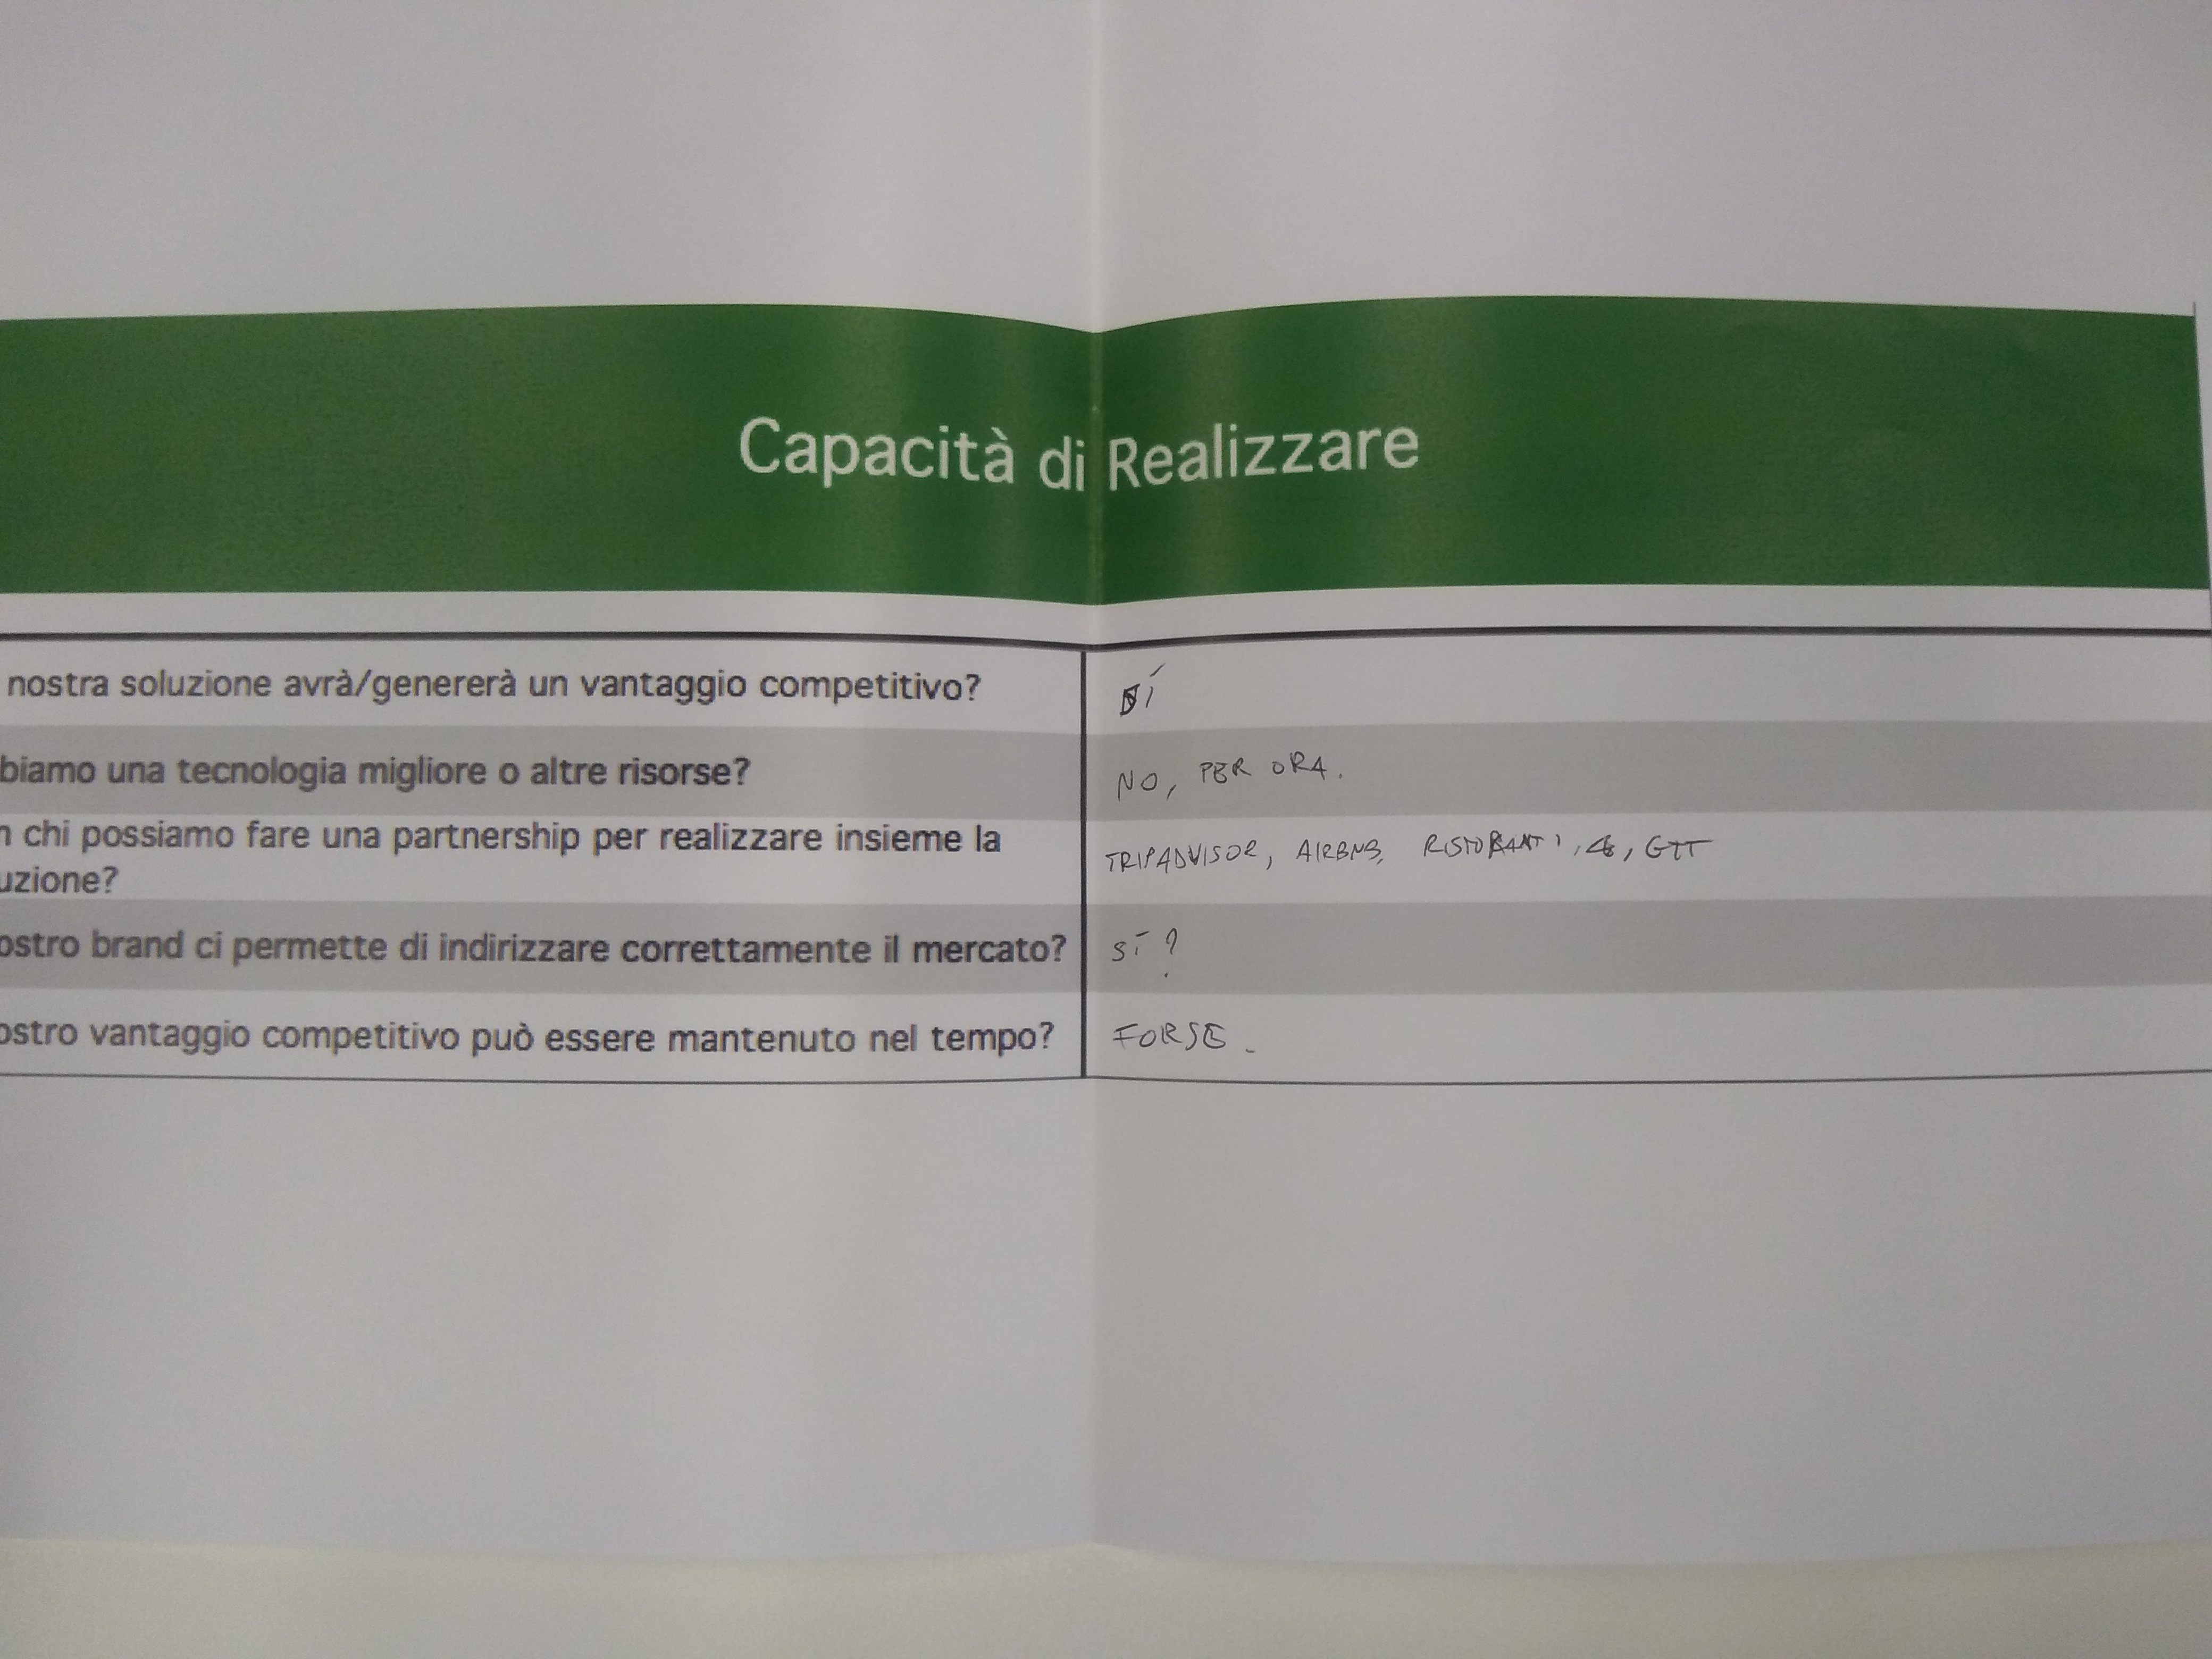 Capacità di Realizzare
nostra soluzione avrà/genererà un vantaggio competitivo? SÍ
biamo una tecnologia migliore o altre risorse? NO, PER ORA.
n chi possiamo fare una partnership per realizzare insieme la
uzione? TRIPADVISOR, AIRBNB, RISTORANTI, GTT
ostro brand ci permette di indirizzare correttamente il mercato? SI ?
ostro vantaggio competitivo può essere mantenuto nel tempo? FORSE.